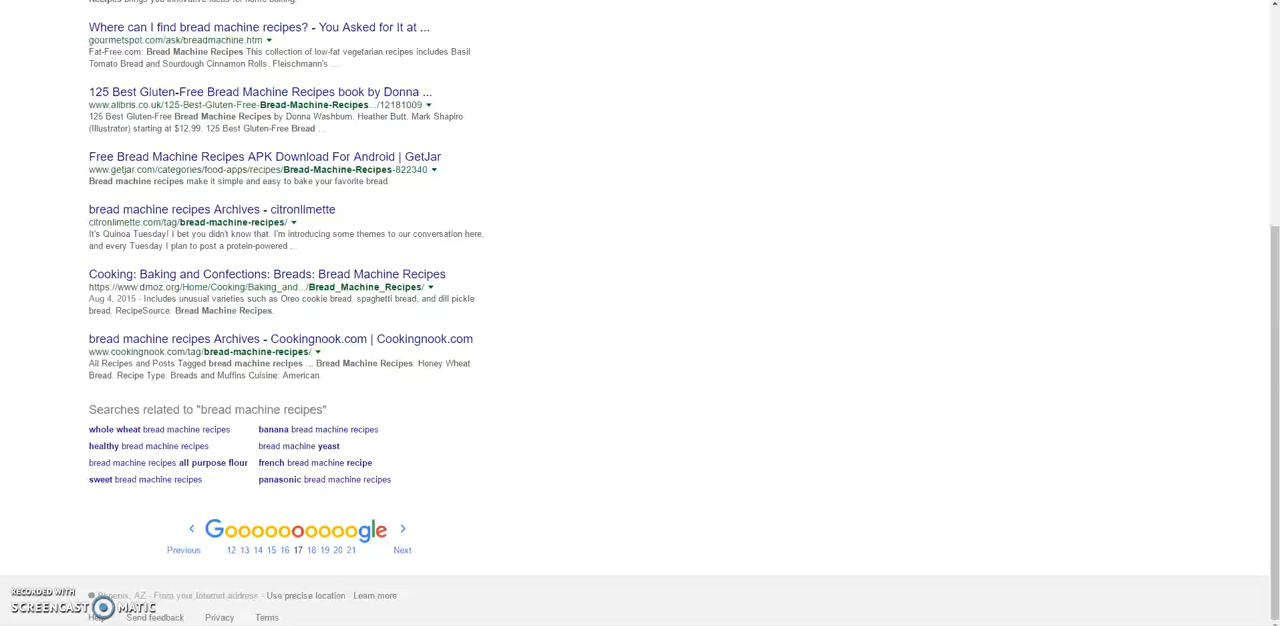 Recipes brings you innovative ideas for home baking.
Where can I find bread machine recipes? - You Asked for It at ...
gourmetspot.com/ask/breadmachine.htm
Fat-Free.com: Bread Machine Recipes This collection of low-fat vegetarian recipes includes Basil
Tomato Bread and Sourdough Cinnamon Rolls. Fleischmann's ...
125 Best Gluten-Free Bread Machine Recipes book by Donna ...
www.alibris.co.uk/125-Best-Gluten-Free-Bread-Machine-Recipes.../12181009
125 Best Gluten-Free Bread Machine Recipes by Donna Washburn, Heather Butt, Mark Shapiro
(Illustrator) starting at $12.99. 125 Best Gluten-Free Bread ...
Free Bread Machine Recipes APK Download For Android | GetJar
www.getjar.com/categories/food-apps/recipes/Bread-Machine-Recipes-822340
Bread machine recipes make it simple and easy to bake your favorite bread.
bread machine recipes Archives - citronlimette
citronlimette.com/tag/bread-machine-recipes/
It's Quinoa Tuesday! I bet you didn't know that. I'm introducing some themes to our conversation here,
and every Tuesday I plan to post a protein-powered ...
Cooking: Baking and Confections: Breads: Bread Machine Recipes
https://www.dmoz.org/Home/Cooking/Baking_and.../Bread_Machine_Recipes/
Aug 4, 2015 - Includes unusual varieties such as Oreo cookie bread, spaghetti bread, and dill pickle
bread. RecipeSource: Bread Machine Recipes.
bread machine recipes Archives - Cookingnook.com | Cookingnook.com
www.cookingnook.com/tag/bread-machine-recipes/
All Recipes and Posts Tagged bread machine recipes ... Bread Machine Recipes: Honey Wheat
Bread. Recipe Type: Breads and Muffins Cuisine: American.
Searches related to "bread machine recipes"
whole wheat bread machine recipes banana bread machine recipes
healthy bread machine recipes bread machine yeast
bread machine recipes all purpose flour french bread machine recipe
sweet bread machine recipes panasonic bread machine recipes
< Goooooooooogle >
Previous 12 13 14 15 16 17 18 19 20 21 Next
RECORDED WITH
Phoenix, AZ - From your Internet address - Use precise location - Learn more
SCREENCAST MATIC
Help Send feedback Privacy Terms